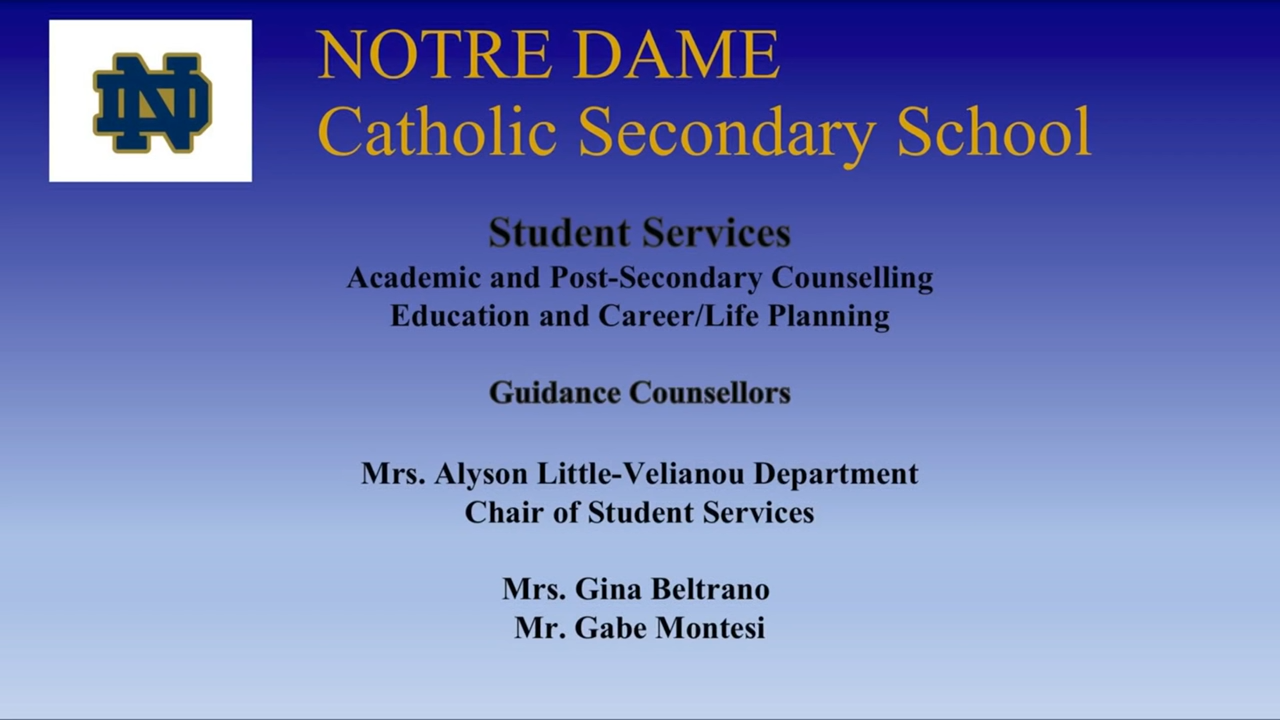 ND
NOTRE DAME
Catholic Secondary School
Student Services
Academic and Post-Secondary Counselling
Education and Career/Life Planning
Guidance Counsellors
Mrs. Alyson Little-Velianou Department
Chair of Student Services
Mrs. Gina Beltrano
Mr. Gabe Montesi